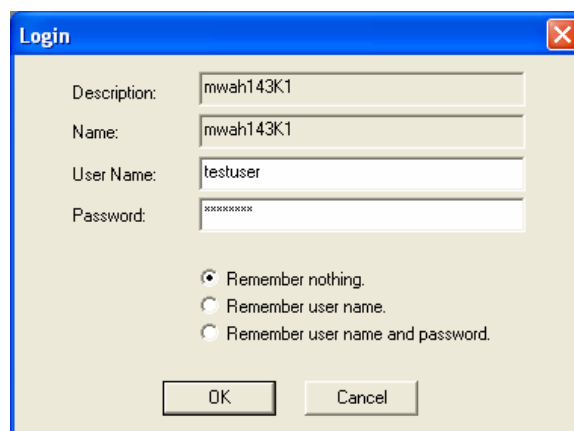 Login
Description: mwah143K1
Name: mwah143K1
User Name: testuser
Password: ********
Remember nothing.
Remember user name.
Remember user name and password.
OK Cancel